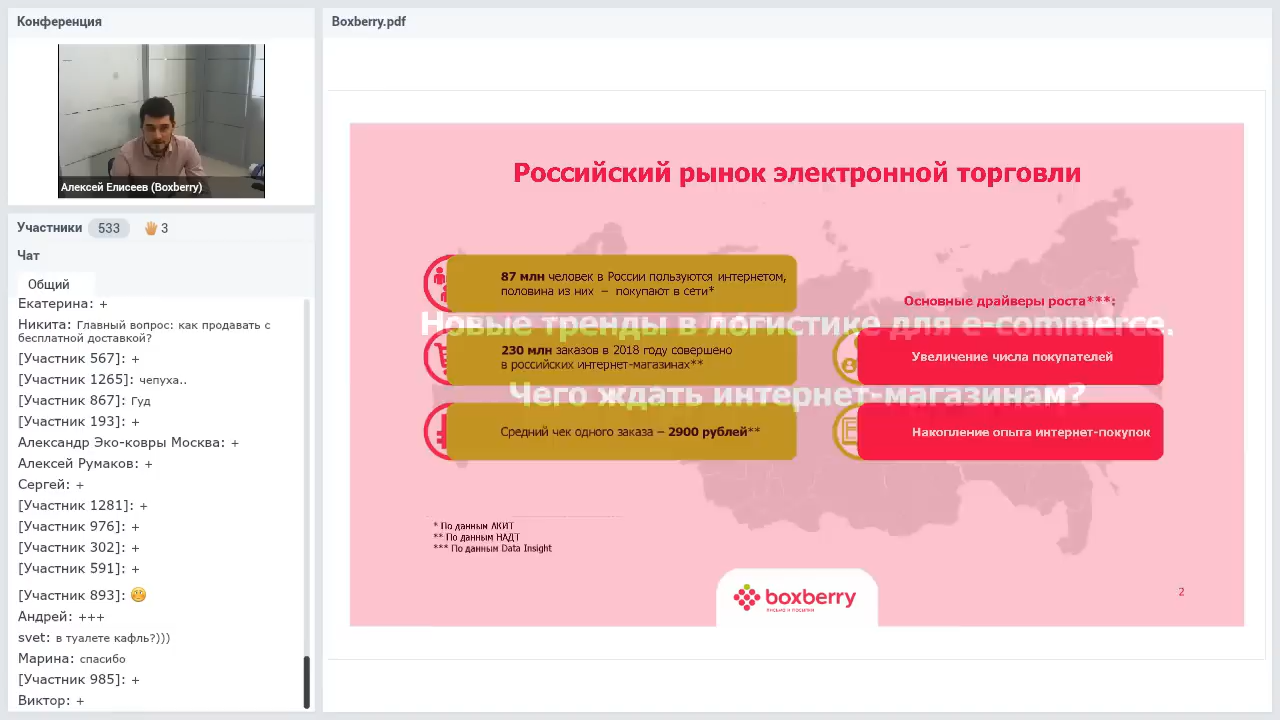 Конференция
Алексей Елисеев (Boxberry)
Участники 533 3
Чат
Общий
Екатерина: +
Никита: Главный вопрос: как продавать с
бесплатной доставкой?
[Участник 567]: +
[Участник 1265]: чепуха..
[Участник 867]: Гуд
[Участник 193]: +
Александр Эко-ковры Москва: +
Алексей Румаков: +
Сергей: +
[Участник 1281]: +
[Участник 976]: +
[Участник 302]: +
[Участник 591]: +
[Участник 893]:
Андрей: +++
svet: в туалете кафль?)))
Марина: спасибо
[Участник 985]: +
Виктор: +
Boxberry.pdf
Российский рынок электронной торговли
87 млн человек в России пользуются интернетом,
половина из них – покупают в сети*
Новые тренды в логистике для e-commerce.
230 млн заказов в 2018 году совершено
в российских интернет-магазинах**
Чего ждать интернет-магазинам?
Средний чек одного заказа – 2900 рублей**
Основные драйверы роста***:
Увеличение числа покупателей
Накопление опыта интернет-покупок
* По данным АКИТ
** По данным НАДТ
*** По данным Data Insight
boxberry
письма и посылки
2